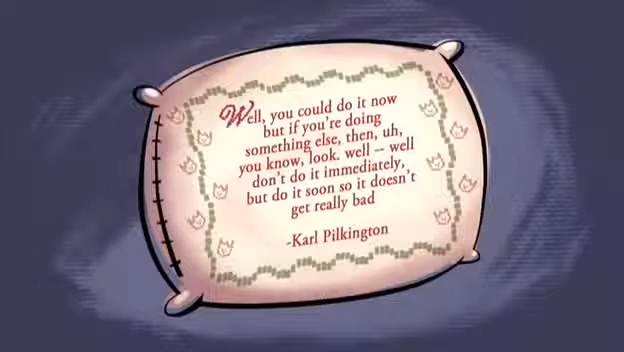 Well, you could do it now
but if you're doing
something else, then, uh,
you know, look. well – well
don't do it immediately,
but do it soon so it doesn't
get really bad
-Karl Pilkington